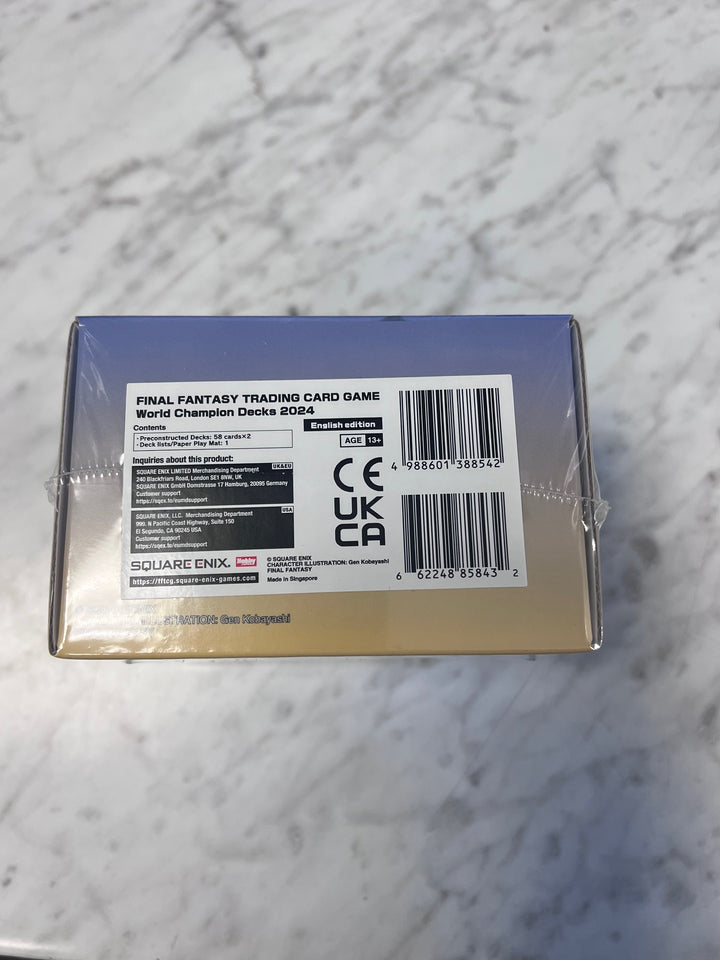 FINAL FANTASY TRADING CARD GAME
World Champion Decks 2024
English edition
Contents
・Preconstructed Decks: 58 cards×2
・Deck lists/Paper Play Mat: 1
AGE 13+
Inquiries about this product:
UK&EU
SQUARE ENIX LIMITED Merchandising Department
240 Blackfriars Road, London SE1 8NW, UK
SQUARE ENIX GmbH Domstrasse 17 Hamburg, 20095 Germany
Customer support
https://sqex.to/eumdsupport
USA
SQUARE ENIX, LLC. Merchandising Department
999, N Pacific Coast Highway, Suite 150
El Segundo, CA 90245 USA
Customer support
https://sqex.to/esmdsupport
SQUARE ENIX.
Hobby
https://fftcg.square-enix-games.com
CE
UK
CA
© SQUARE ENIX
CHARACTER ILLUSTRATION: Gen Kobayashi
FINAL FANTASY
Made in Singapore
4 988601 388542
6 62248 85843 2
Gen Kobayashi